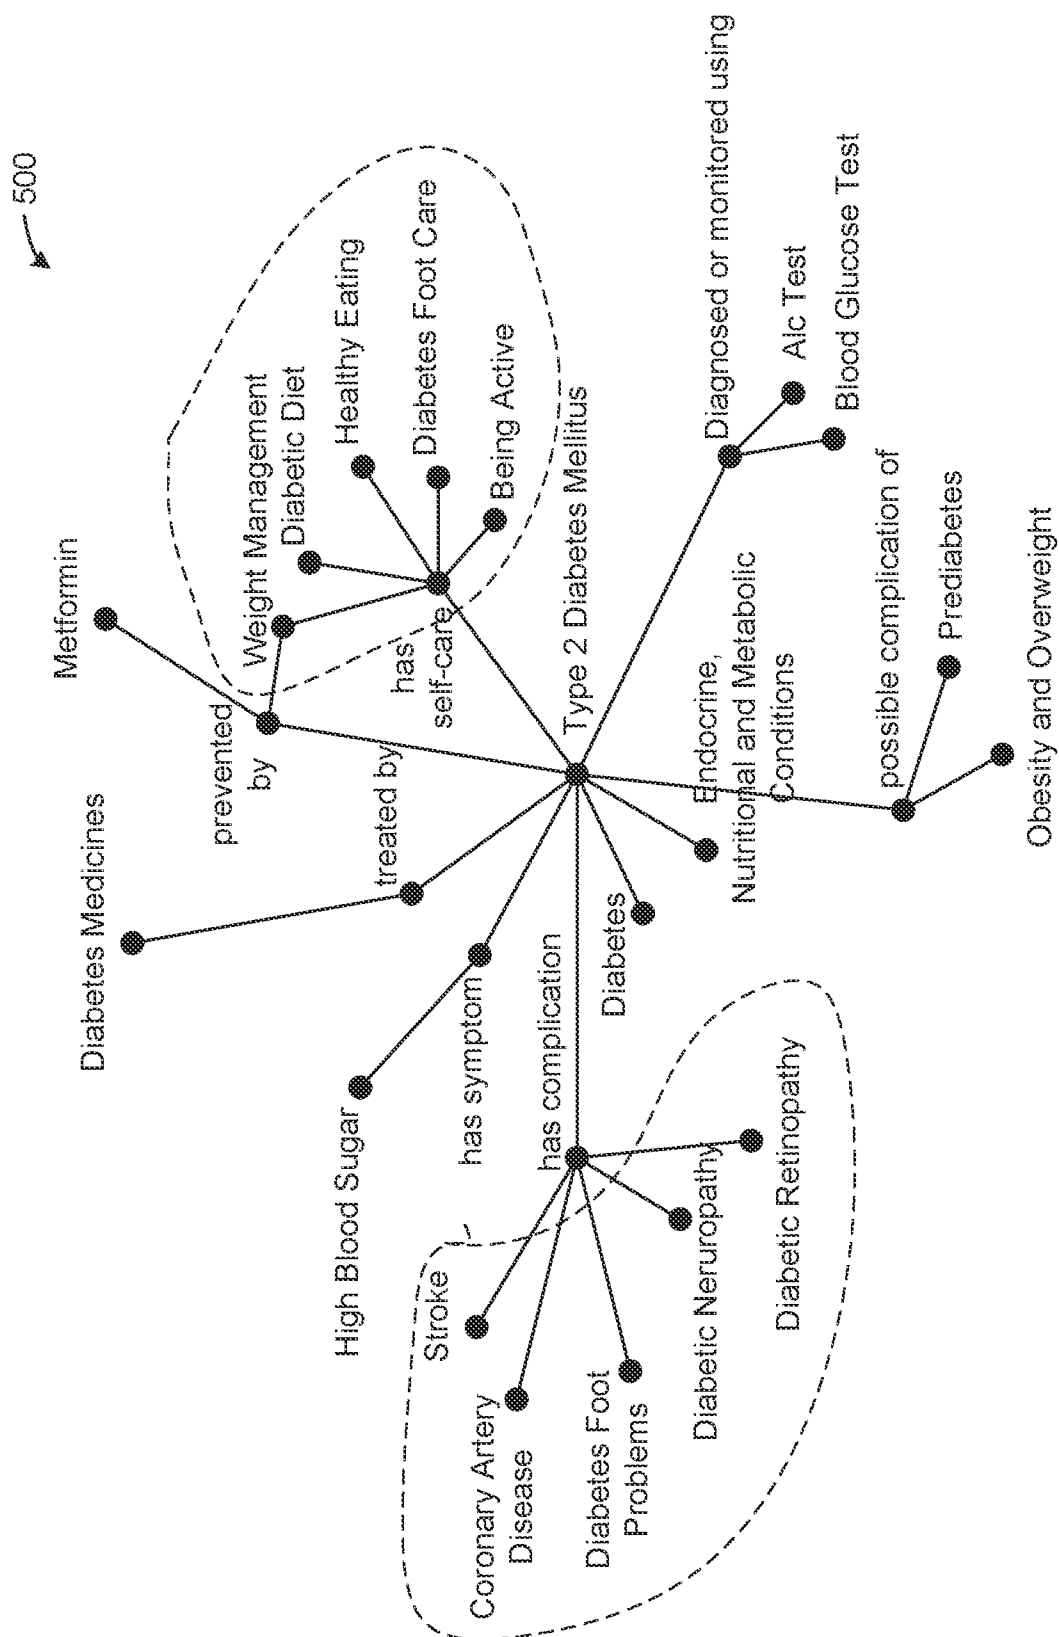 500
Metformin
Diabetes Medicines
prevented
by
Weight Management
Diabetic Diet
Healthy Eating
Diabetes Foot Care
Being Active
has
self-care
treated by
High Blood Sugar
has symptom
Type 2 Diabetes Mellitus
Stroke
Coronary Artery
Disease
Diabetes Foot
Problems
Diabetic Neruropathy
Diabetic Retinopathy
has complication
Diabetes
Endocrine,
Nutritional and Metabolic
Conditions
Diagnosed or monitored using
Alc Test
Blood Glucose Test
possible complication of
Prediabetes
Obesity and Overweight